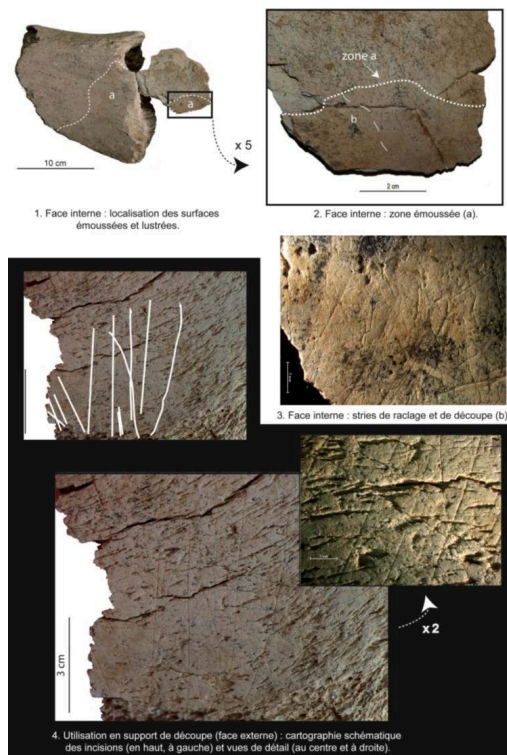 a
a
10 cm
x 5
zone a
b
2 cm
1. Face interne : localisation des surfaces
émoussées et lustrées.
2. Face interne : zone émoussée (a).
3. Face interne : stries de raclage et de découpe (b)
3 cm
x2
4. Utilisation en support de découpe (face externe) : cartographie schématique
des incisions (en haut, à gauche) et vues de détail (au centre et à droite).